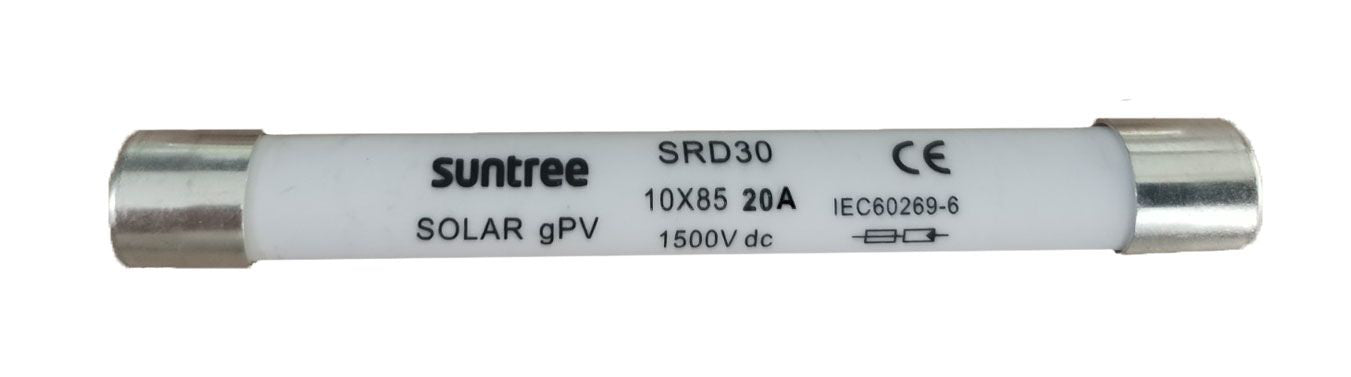 suntree
SOLAR gPV
SRD30
10X85 20A
1500V dc
CE
IEC60269-6